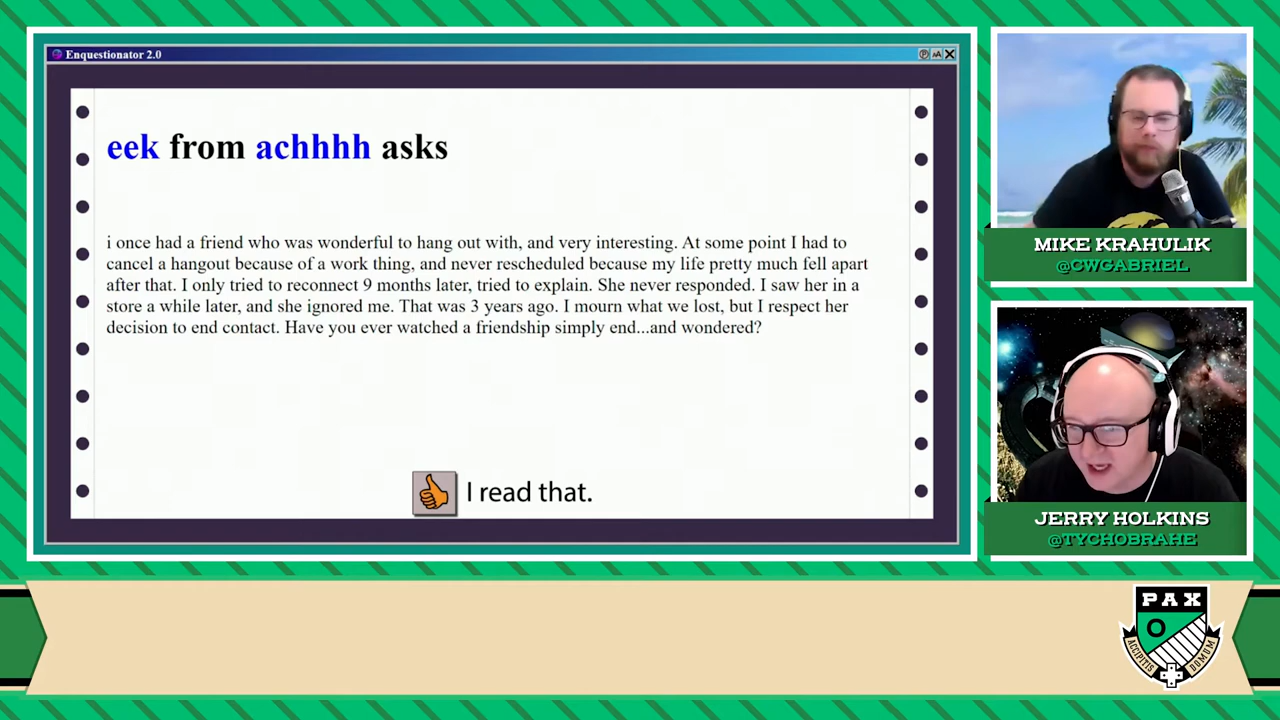 Enquestionator 2.0
eek from achhhh asks
i once had a friend who was wonderful to hang out with, and very interesting. At some point I had to
cancel a hangout because of a work thing, and never rescheduled because my life pretty much fell apart
after that. I only tried to reconnect 9 months later, tried to explain. She never responded. I saw her in a
store a while later, and she ignored me. That was 3 years ago. I mourn what we lost, but I respect her
decision to end contact. Have you ever watched a friendship simply end...and wondered?
I read that.
MIKE KRAHULIK
@CWGABRIEL
JERRY HOLKINS
@TYCHOBRAHE
PAX
ACCIPITIS
DOMUM